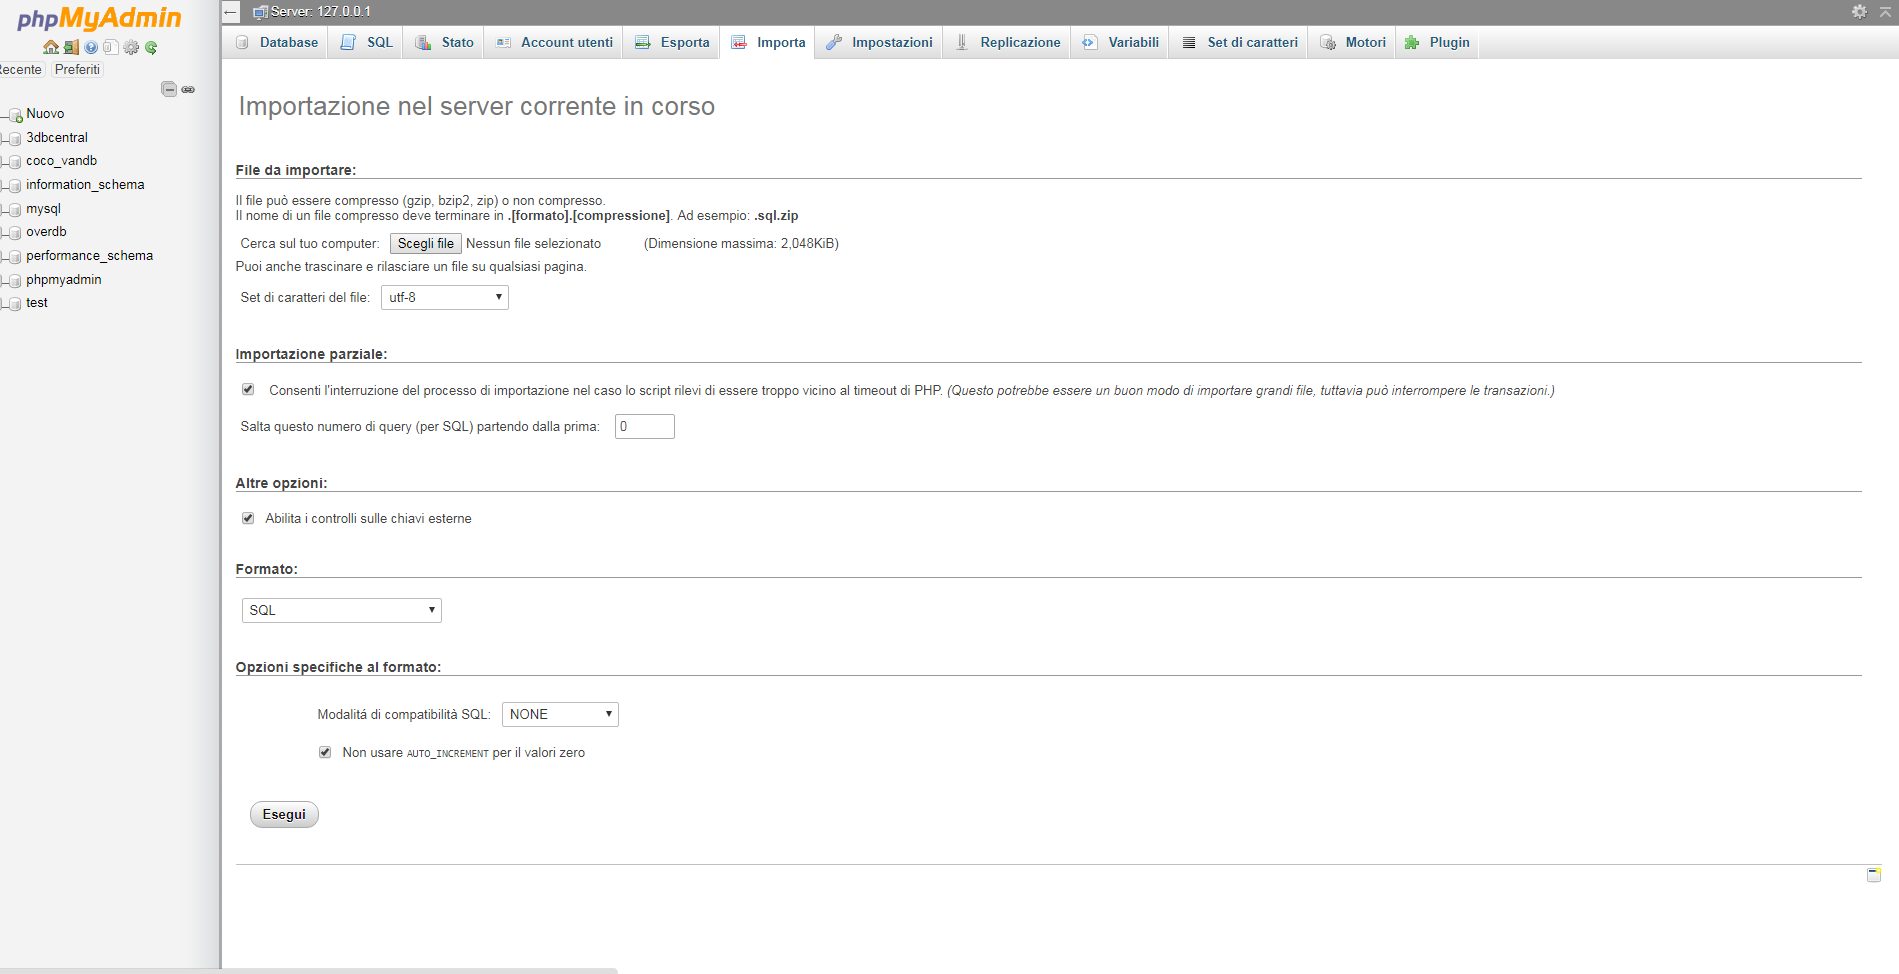 phpMyAdmin
Recente Preferiti
Nuovo
3dbcentral
coco_vandb
information_schema
mysql
overdb
performance_schema
phpmyadmin
test
Server: 127.0.0.1
Database SQL Stato Account utenti Esporta Importa Impostazioni Replicazione Variabili Set di caratteri Motori Plugin
Importazione nel server corrente in corso
File da importare:
Il file può essere compresso (gzip, bzip2, zip) o non compresso.
Il nome di un file compresso deve terminare in .[formato].[compressione]. Ad esempio: .sql.zip
Cerca sul tuo computer: Scegli file Nessun file selezionato (Dimensione massima: 2,048KiB)
Puoi anche trascinare e rilasciare un file su qualsiasi pagina.
Set di caratteri del file: utf-8
Importazione parziale:
Consenti l'interruzione del processo di importazione nel caso lo script rilevi di essere troppo vicino al timeout di PHP. (Questo potrebbe essere un buon modo di importare grandi file, tuttavia può interrompere le transazioni.)
Salta questo numero di query (per SQL) partendo dalla prima: 0
Altre opzioni:
Abilita i controlli sulle chiavi esterne
Formato:
SQL
Opzioni specifiche al formato:
Modalitá di compatibilità SQL: NONE
Non usare AUTO_INCREMENT per il valori zero
Esegui